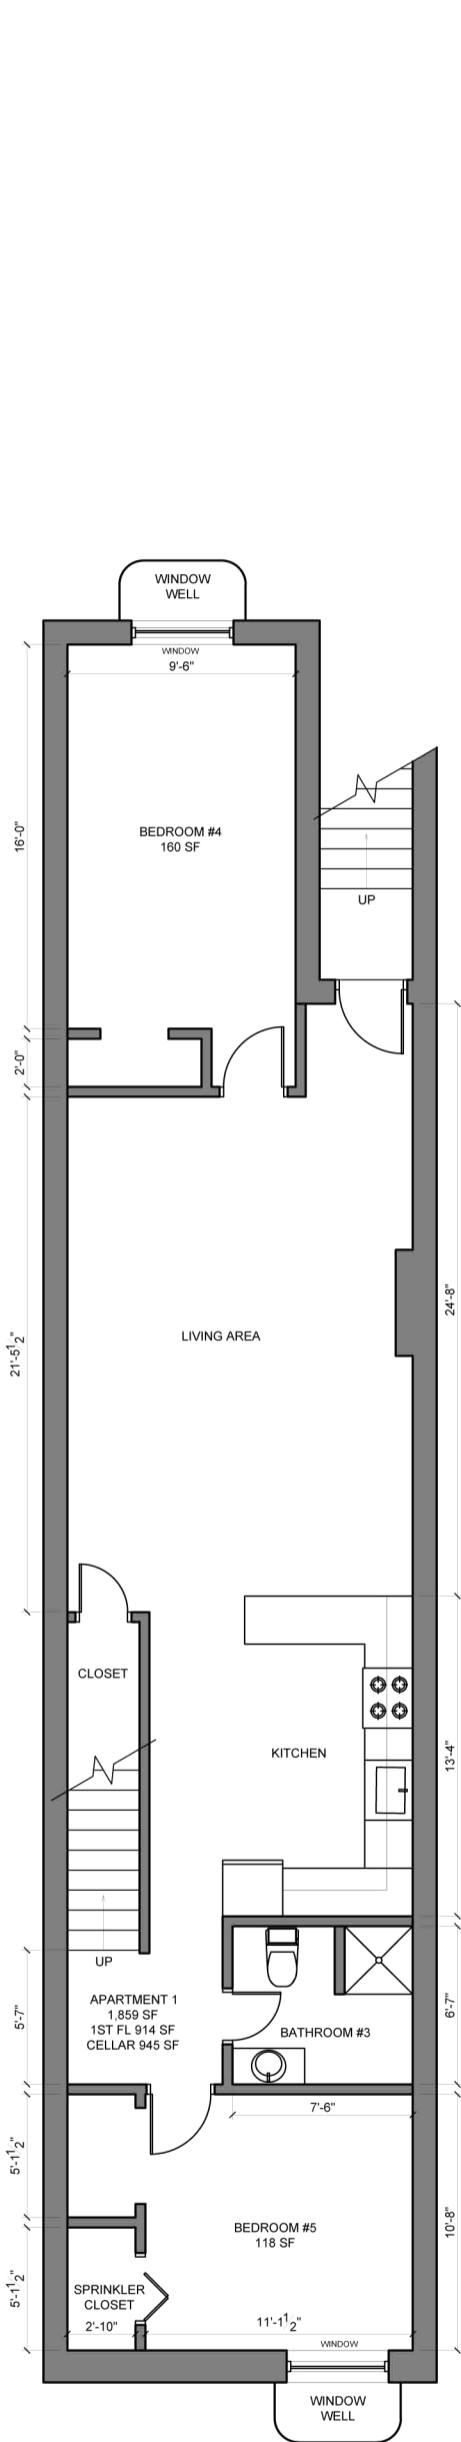 WINDOW
WELL
WINDOW
9'-6"
16'-0"
BEDROOM #4
160 SF
UP
2'-0"
21'-5 1/2"
24'-8"
LIVING AREA
CLOSET
KITCHEN
13'-4"
UP
5'-7"
APARTMENT 1
1,859 SF
1ST FL 914 SF
CELLAR 945 SF
BATHROOM #3
6'-7"
7'-6"
5'-1 1/2"
BEDROOM #5
118 SF
10'-8"
5'-1 1/2"
SPRINKLER
CLOSET
2'-10"
11'-1 1/2"
WINDOW
WINDOW
WELL